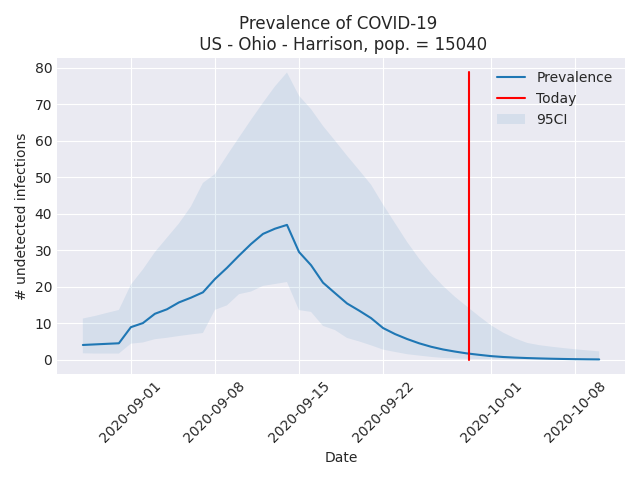 Prevalence of COVID-19
US - Ohio - Harrison, pop. = 15040
# undetected infections
80
70
60
50
40
30
20
10
0
Prevalence
Today
95CI
2020-09-01
2020-09-08
2020-09-15
2020-09-22
2020-10-01
2020-10-08
Date